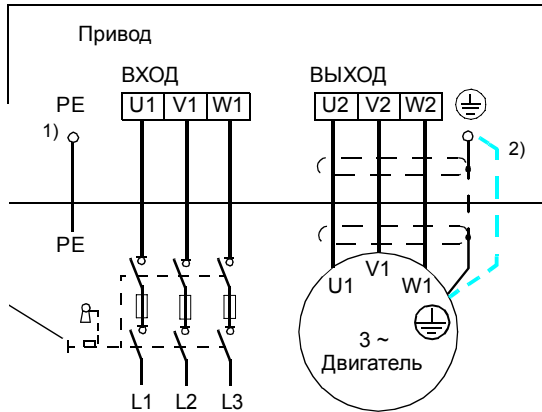 Привод
ВХОД
ВЫХОД
PE
U1 V1 W1
U2 V2 W2
1)
2)
PE
U1 V1 W1
3 ~
Двигатель
L1 L2 L3